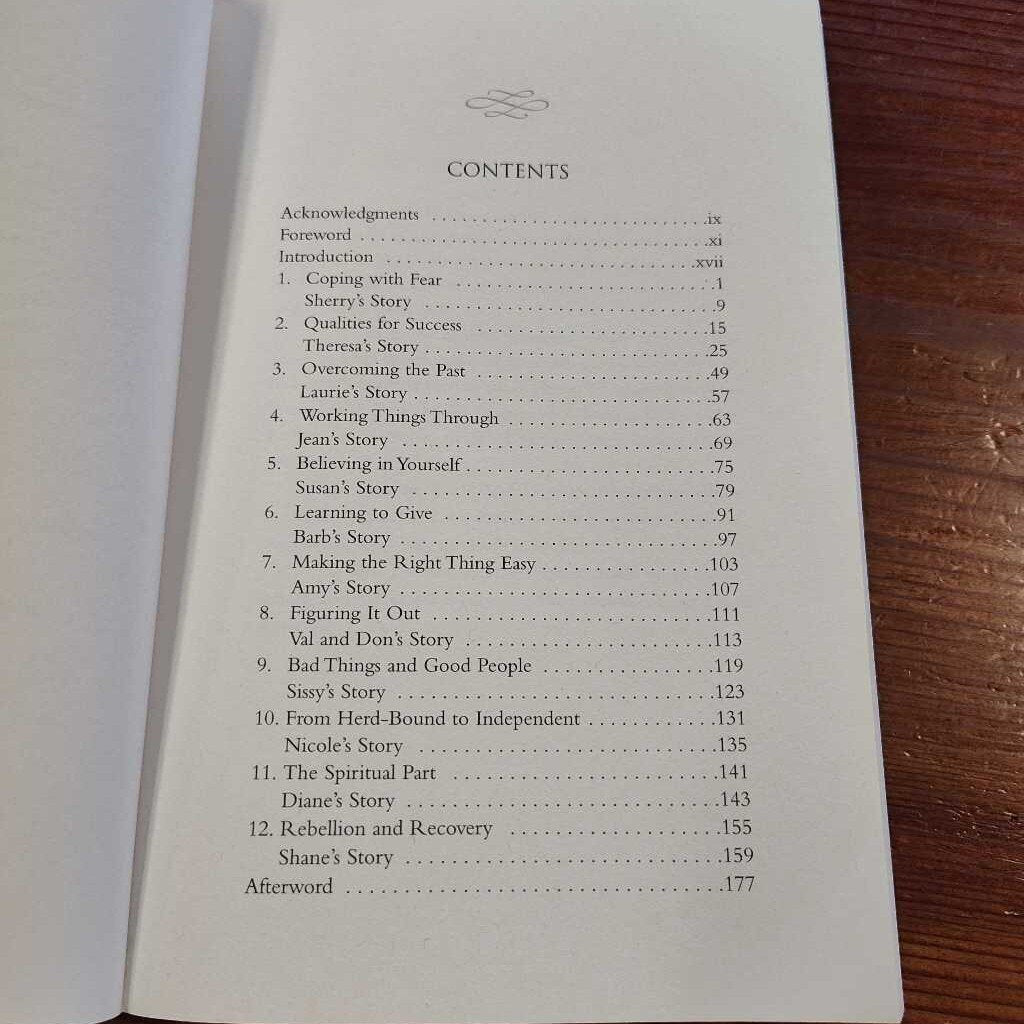 CONTENTS
Acknowledgments . . . . . . . . . . . . . . . . . . . . . . . . . . . .ix
Foreword . . . . . . . . . . . . . . . . . . . . . . . . . . . . . . . . . . .xi
Introduction . . . . . . . . . . . . . . . . . . . . . . . . . . . . . . .xvii
1. Coping with Fear . . . . . . . . . . . . . . . . . . . . . . . . . .1
Sherry's Story . . . . . . . . . . . . . . . . . . . . . . . . . . . . .9
2. Qualities for Success . . . . . . . . . . . . . . . . . . . . . . .15
Theresa's Story . . . . . . . . . . . . . . . . . . . . . . . . . . . .25
3. Overcoming the Past . . . . . . . . . . . . . . . . . . . . . . .49
Laurie's Story . . . . . . . . . . . . . . . . . . . . . . . . . . . . .57
4. Working Things Through . . . . . . . . . . . . . . . . . . . .63
Jean's Story . . . . . . . . . . . . . . . . . . . . . . . . . . . . . .69
5. Believing in Yourself . . . . . . . . . . . . . . . . . . . . . . . .75
Susan's Story . . . . . . . . . . . . . . . . . . . . . . . . . . . . .79
6. Learning to Give . . . . . . . . . . . . . . . . . . . . . . . . . .91
Barb's Story . . . . . . . . . . . . . . . . . . . . . . . . . . . . . .97
7. Making the Right Thing Easy . . . . . . . . . . . . . . . .103
Amy's Story . . . . . . . . . . . . . . . . . . . . . . . . . . . . .107
8. Figuring It Out . . . . . . . . . . . . . . . . . . . . . . . . . .111
Val and Don's Story . . . . . . . . . . . . . . . . . . . . . . .113
9. Bad Things and Good People . . . . . . . . . . . . . . . .119
Sissy's Story . . . . . . . . . . . . . . . . . . . . . . . . . . . . .123
10. From Herd-Bound to Independent . . . . . . . . . . . .131
Nicole's Story . . . . . . . . . . . . . . . . . . . . . . . . . . .135
11. The Spiritual Part . . . . . . . . . . . . . . . . . . . . . . . .141
Diane's Story . . . . . . . . . . . . . . . . . . . . . . . . . . . .143
12. Rebellion and Recovery . . . . . . . . . . . . . . . . . . .155
Shane's Story . . . . . . . . . . . . . . . . . . . . . . . . . . . .159
Afterword . . . . . . . . . . . . . . . . . . . . . . . . . . . . . . . . .177